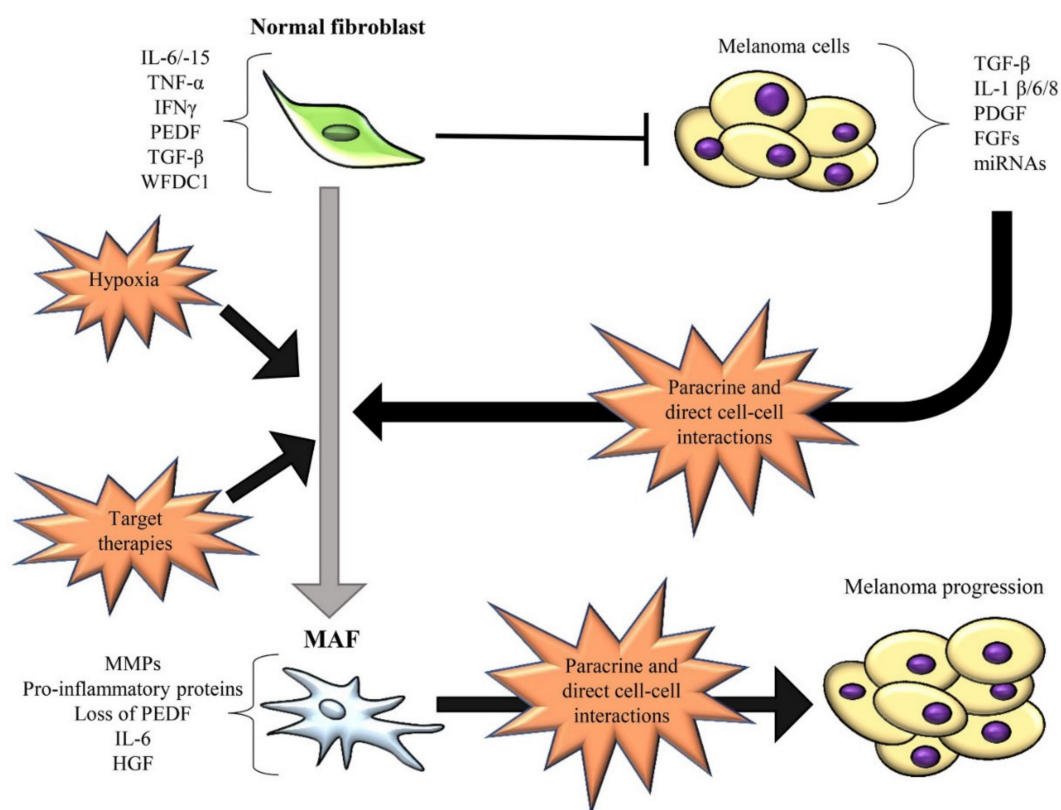 Normal fibroblast
IL-6/-15
TNF-α
IFNγ
PEDF
TGF-β
WFDC1
Melanoma cells
TGF-β
IL-1 β/6/8
PDGF
FGFs
miRNAs
Hypoxia
Paracrine and
direct cell-cell
interactions
Target
therapies
MAF
MMPs
Pro-inflammatory proteins
Loss of PEDF
IL-6
HGF
Paracrine and
direct cell-cell
interactions
Melanoma progression